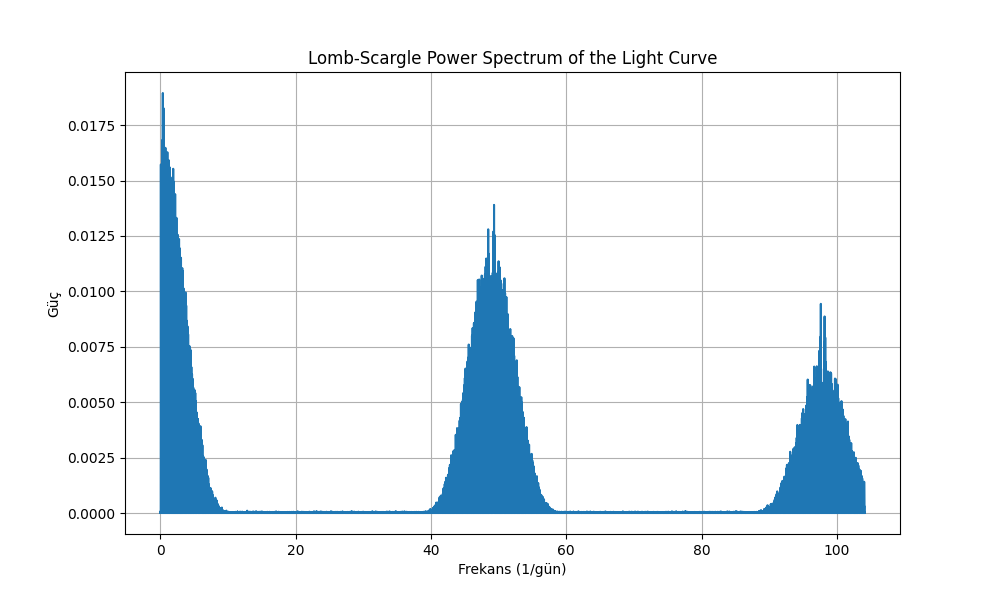 Lomb-Scargle Power Spectrum of the Light Curve
Güç
0.0175
0.0150
0.0125
0.0100
0.0075
0.0050
0.0025
0.0000
0 20 40 60 80 100
Frekans (1/gün)